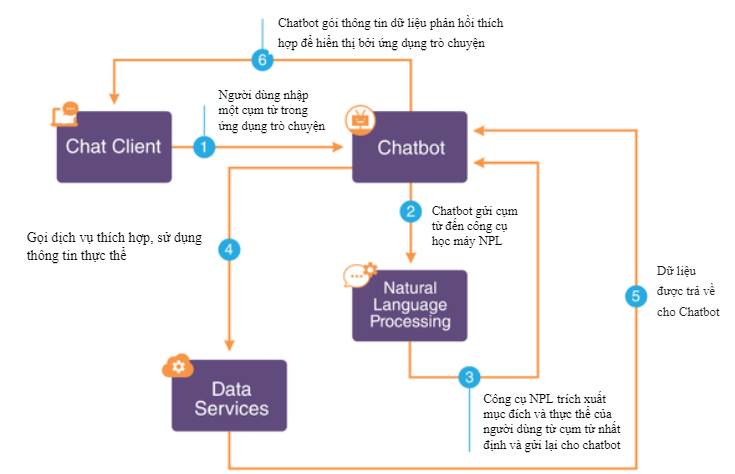 Chatbot gói thông tin dữ liệu phản hồi thích
hợp để hiển thị bởi ứng dụng trò chuyện
6
Người dùng nhập
một cụm từ trong
ứng dụng trò chuyện
Chat Client
1
Chatbot
2
Chatbot gửi cụm
từ đến công cụ
học máy NPL
Gọi dịch vụ thích hợp, sử dụng
thông tin thực thể
4
Natural
Language
Processing
Dữ liệu
được trả về
cho Chatbot
5
3
Data
Services
Công cụ NPL trích xuất
mục đích và thực thể của
người dùng từ cụm từ nhất
định và gửi lại cho chatbot